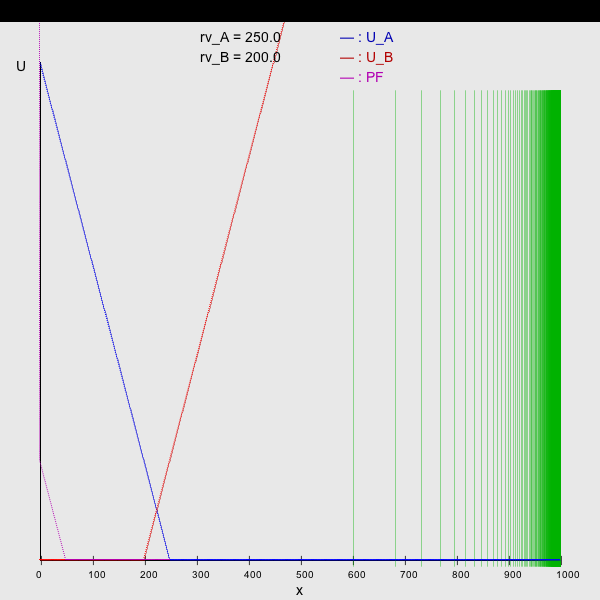 rv_A = 250.0
— : U_A
rv_B = 200.0
— : U_B
— : PF
U
0 100 200 300 400 500 600 700 800 900 1000
x